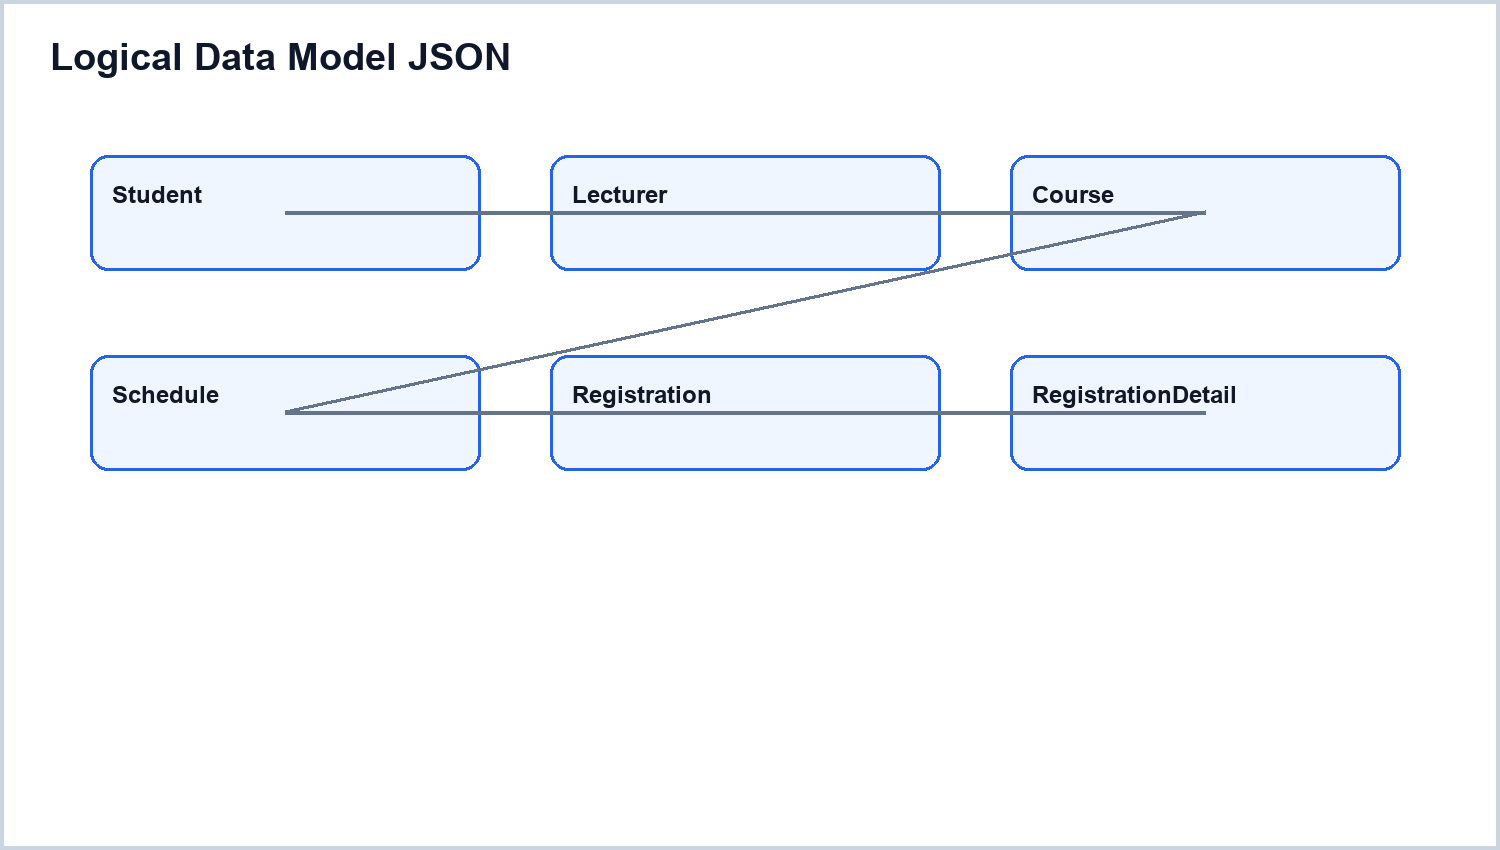 Logical Data Model JSON
Student
Lecturer
Course
Schedule
Registration
RegistrationDetail